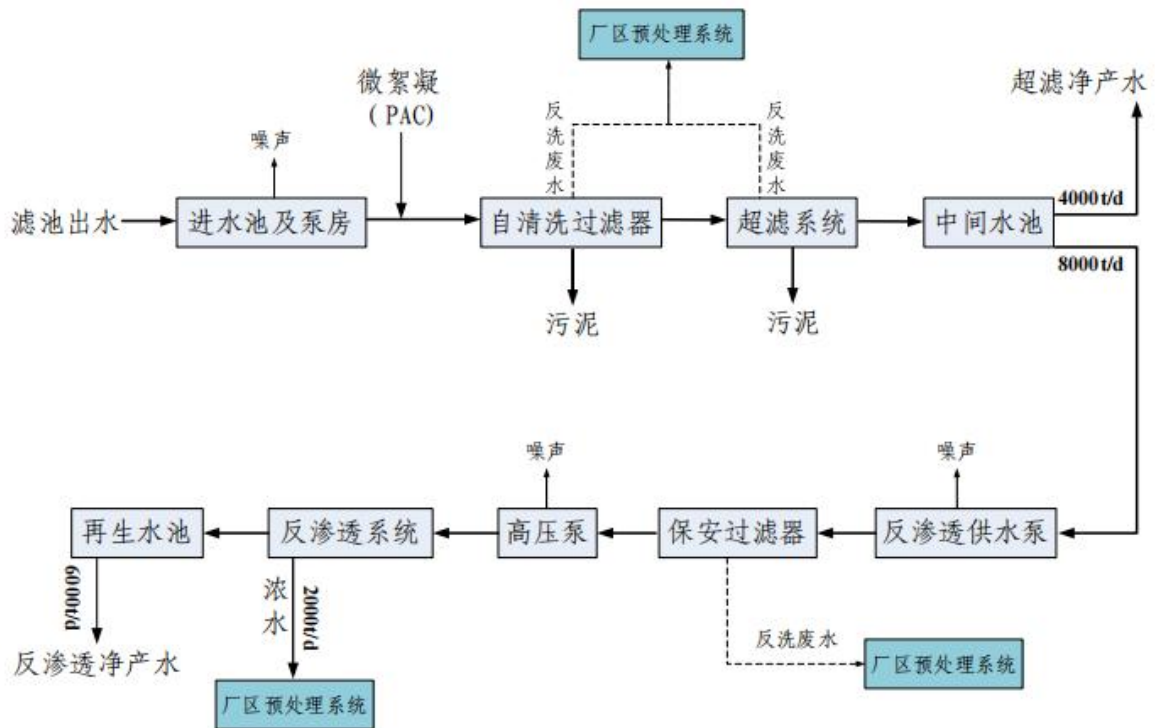 厂区预处理系统
微絮凝
(PAC)
超滤净产水
噪声
反洗废水
反洗废水
滤池出水
进水池及泵房
自清洗过滤器
超滤系统
中间水池
4000t/d
8000t/d
污泥
污泥
噪声
噪声
再生水池
反渗透系统
高压泵
保安过滤器
反渗透供水泵
6000t/d
浓水
2000t/d
反渗透净产水
反洗废水
厂区预处理系统
厂区预处理系统